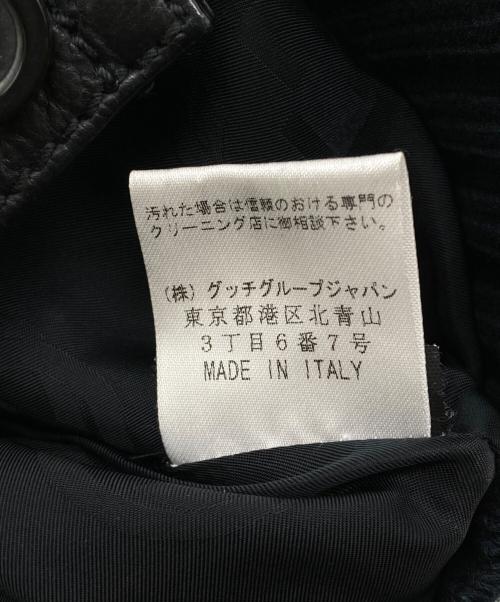 汚れた場合は信頼のおける専門の
クリーニング店に御相談下さい。
(株) グッチグループジャパン
東京都港区北青山
3丁目6番7号
MADE IN ITALY